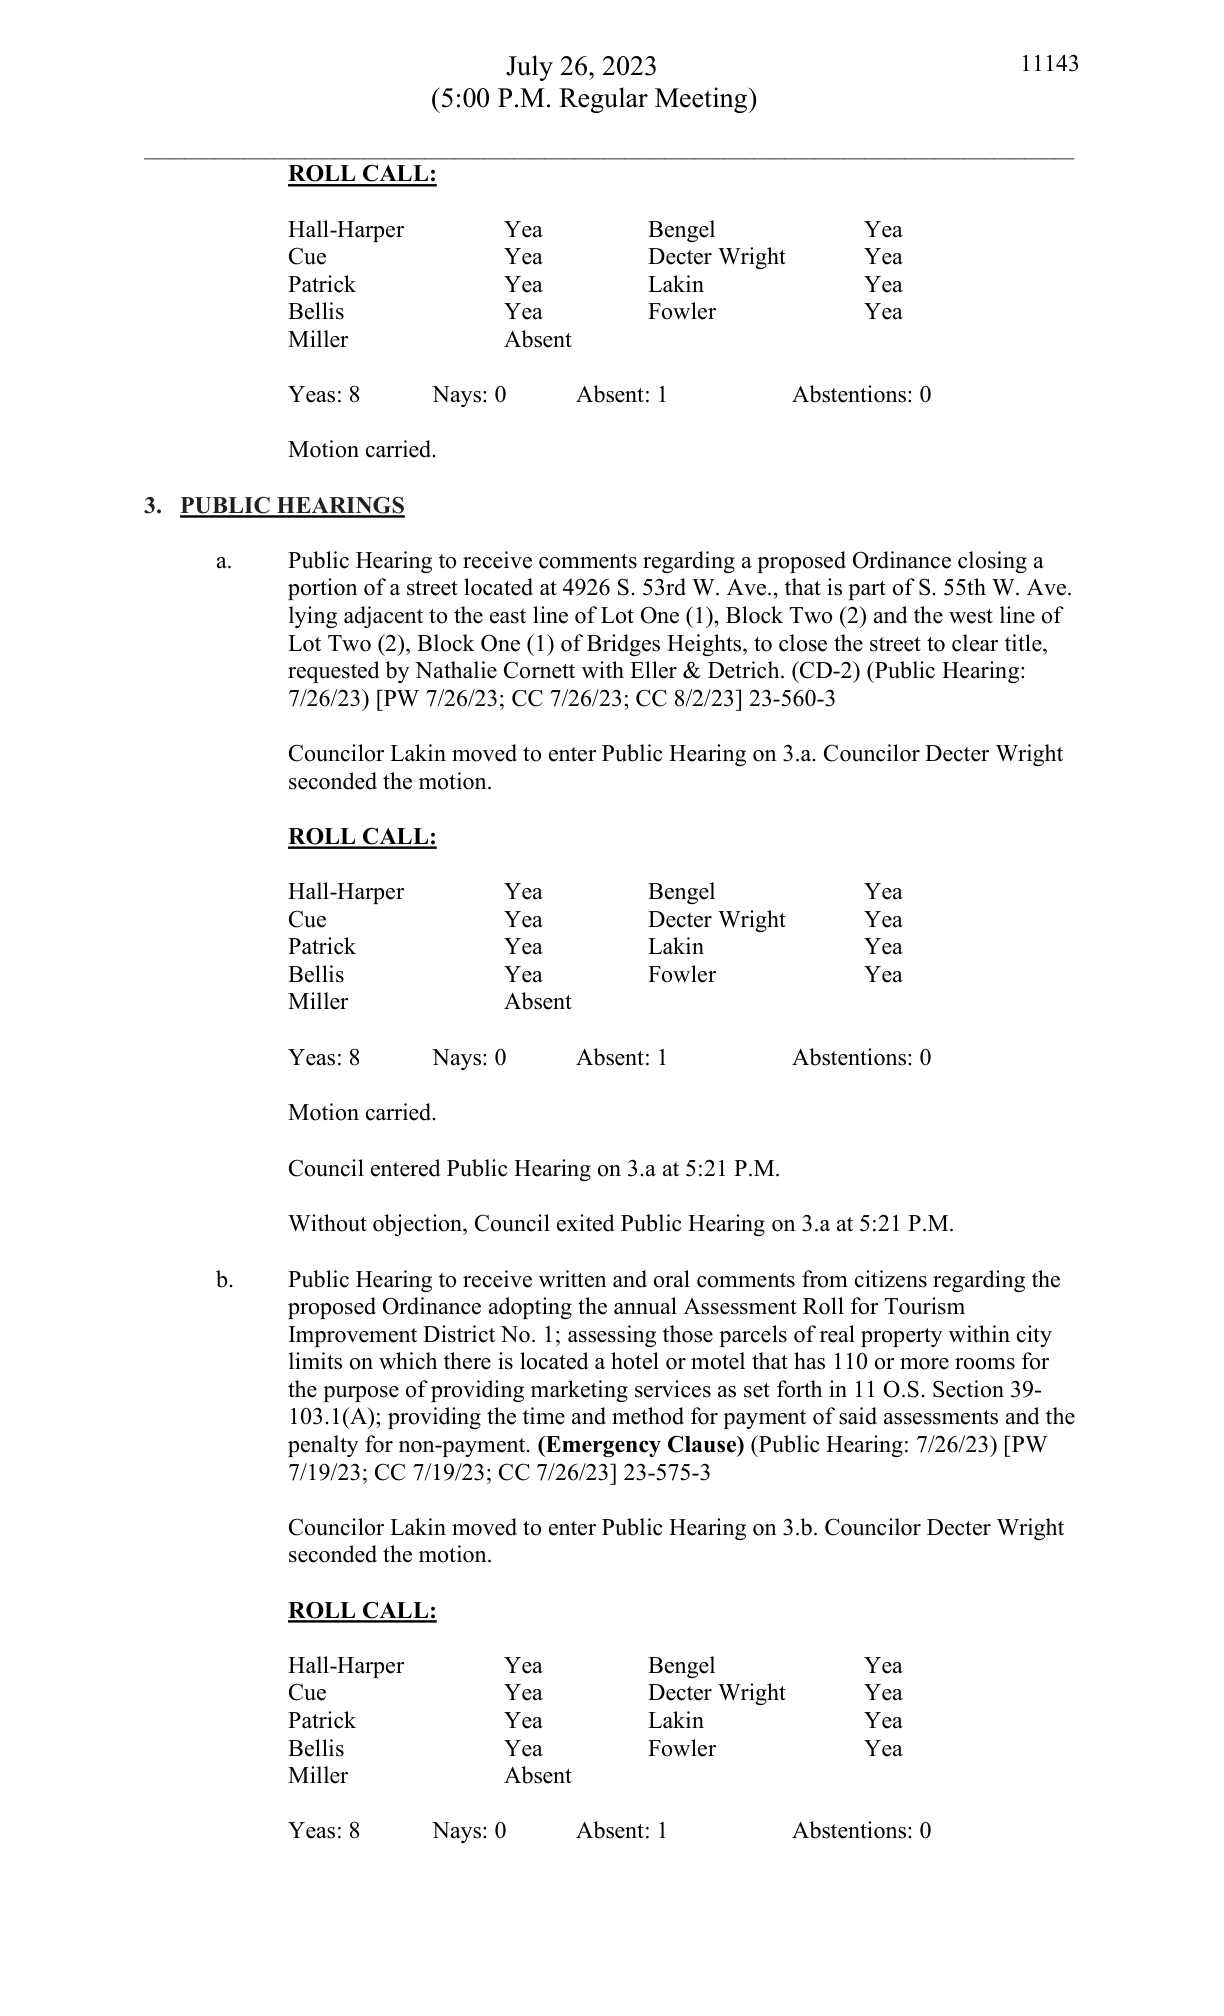 July 26, 2023 11143
(5:00 P.M. Regular Meeting)
ROLL CALL:
Hall-Harper Yea Bengel Yea
Cue Yea Decter Wright Yea
Patrick Yea Lakin Yea
Bellis Yea Fowler Yea
Miller Absent
Yeas: 8 Nays: 0 Absent: 1 Abstentions: 0
Motion carried.
3. PUBLIC HEARINGS
a. Public Hearing to receive comments regarding a proposed Ordinance closing a
portion of a street located at 4926 S. 53rd W. Ave., that is part of S. 55th W. Ave.
lying adjacent to the east line of Lot One (1), Block Two (2) and the west line of
Lot Two (2), Block One (1) of Bridges Heights, to close the street to clear title,
requested by Nathalie Cornett with Eller & Detrich. (CD-2) (Public Hearing:
7/26/23) [PW 7/26/23; CC 7/26/23; CC 8/2/23] 23-560-3
Councilor Lakin moved to enter Public Hearing on 3.a. Councilor Decter Wright
seconded the motion.
ROLL CALL:
Hall-Harper Yea Bengel Yea
Cue Yea Decter Wright Yea
Patrick Yea Lakin Yea
Bellis Yea Fowler Yea
Miller Absent
Yeas: 8 Nays: 0 Absent: 1 Abstentions: 0
Motion carried.
Council entered Public Hearing on 3.a at 5:21 P.M.
Without objection, Council exited Public Hearing on 3.a at 5:21 P.M.
b. Public Hearing to receive written and oral comments from citizens regarding the
proposed Ordinance adopting the annual Assessment Roll for Tourism
Improvement District No. 1; assessing those parcels of real property within city
limits on which there is located a hotel or motel that has 110 or more rooms for
the purpose of providing marketing services as set forth in 11 O.S. Section 39-
103.1(A); providing the time and method for payment of said assessments and the
penalty for non-payment. (Emergency Clause) (Public Hearing: 7/26/23) [PW
7/19/23; CC 7/19/23; CC 7/26/23] 23-575-3
Councilor Lakin moved to enter Public Hearing on 3.b. Councilor Decter Wright
seconded the motion.
ROLL CALL:
Hall-Harper Yea Bengel Yea
Cue Yea Decter Wright Yea
Patrick Yea Lakin Yea
Bellis Yea Fowler Yea
Miller Absent
Yeas: 8 Nays: 0 Absent: 1 Abstentions: 0